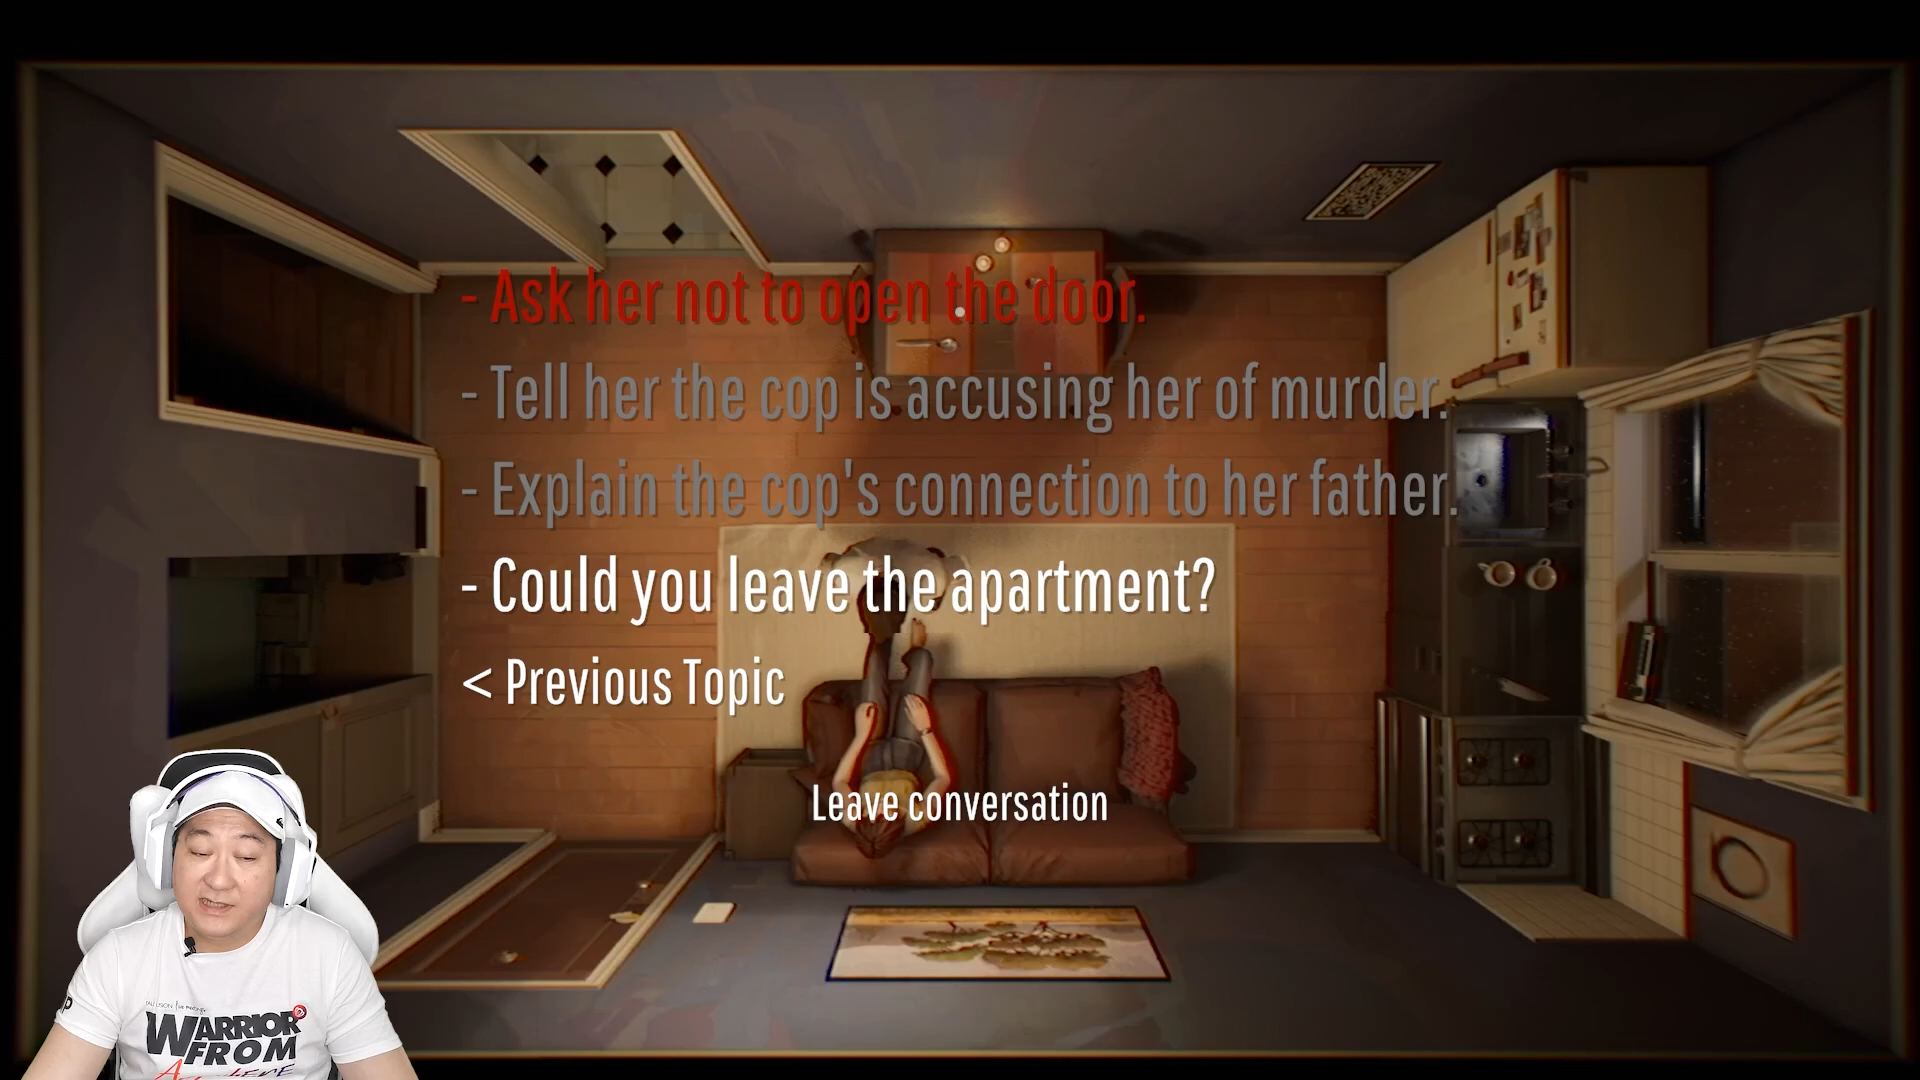 - Ask her not to open the door.
- Tell her the cop is accusing her of murder.
- Explain the cop's connection to her father.
- Could you leave the apartment?
< Previous Topic
Leave conversation
WARRIOR
FROM